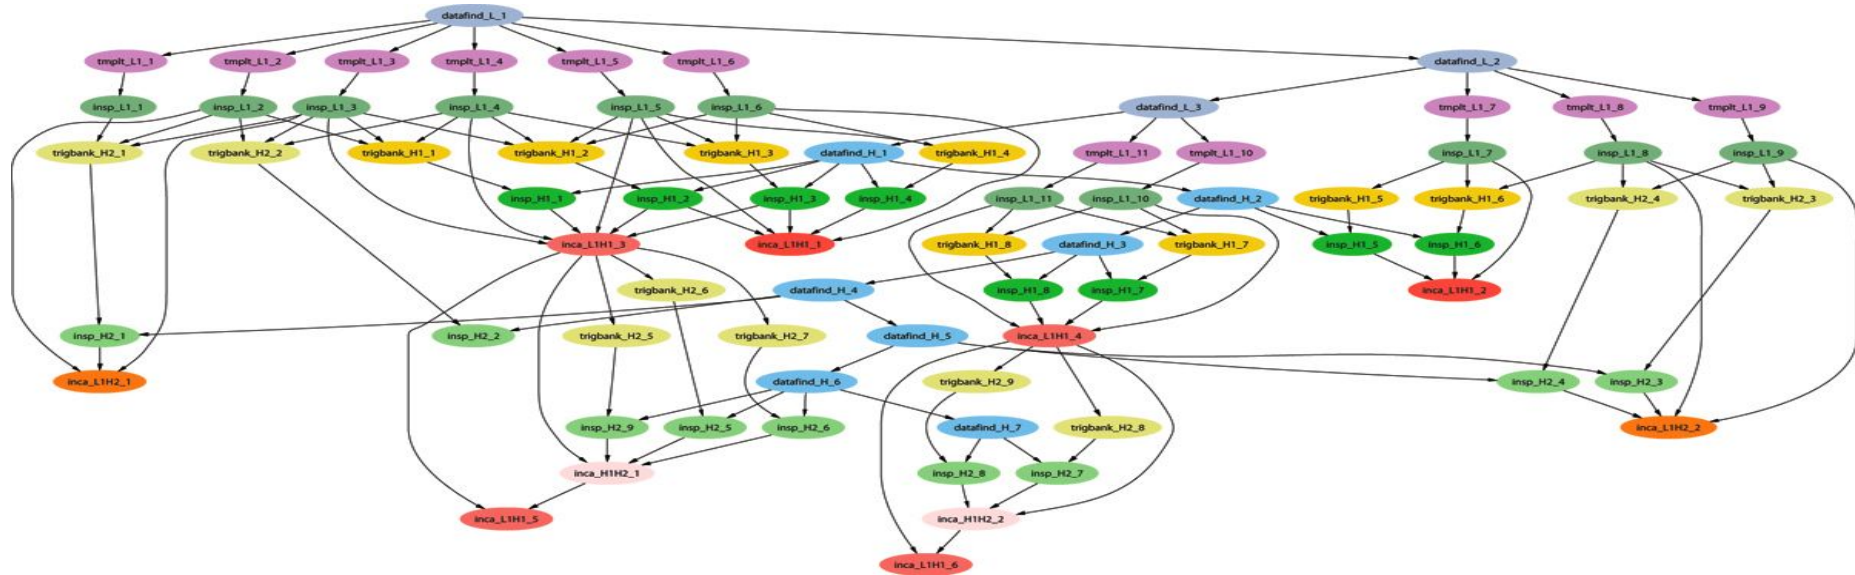 datafind_L_1
tmplt_L1_1 tmplt_L1_2 tmplt_L1_3 tmplt_L1_4 tmplt_L1_5 tmplt_L1_6 datafind_L_2
insp_L1_1 insp_L1_2 insp_L1_3 insp_L1_4 insp_L1_5 insp_L1_6 datafind_L_3 tmplt_L1_7 tmplt_L1_8 tmplt_L1_9
trigbank_H2_1 trigbank_H2_2 trigbank_H1_1 trigbank_H1_2 trigbank_H1_3 datafind_H_1 trigbank_H1_4 tmplt_L1_11 tmplt_L1_10 insp_L1_7 insp_L1_8 insp_L1_9
insp_H1_1 insp_H1_2 insp_H1_3 insp_H1_4 insp_L1_11 insp_L1_10 datafind_H_2 trigbank_H1_5 trigbank_H1_6 trigbank_H2_4 trigbank_H2_3
inca_L1H1_3 inca_L1H1_1 trigbank_H1_8 datafind_H_3 trigbank_H1_7 insp_H1_5 insp_H1_6
trigbank_H2_6 datafind_H_4 insp_H1_8 insp_H1_7 inca_L1H1_2
insp_H2_1 insp_H2_2 trigbank_H2_5 trigbank_H2_7 datafind_H_5 inca_L1H1_4
inca_L1H2_1 datafind_H_6 trigbank_H2_9 insp_H2_4 insp_H2_3
insp_H2_9 insp_H2_5 insp_H2_6 datafind_H_7 trigbank_H2_8 inca_L1H2_2
inca_H1H2_1 insp_H2_8 insp_H2_7
inca_L1H1_5 inca_H1H2_2
inca_L1H1_6